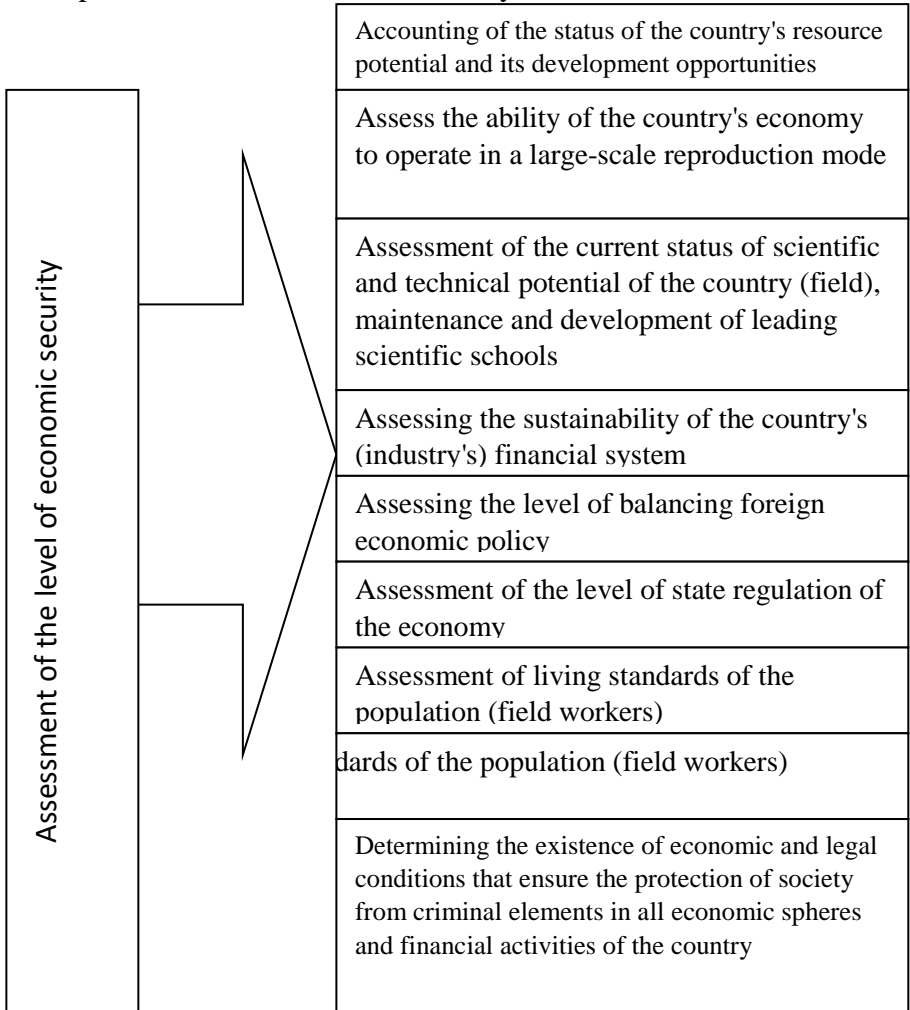 Accounting of the status of the country's resource
potential and its development opportunities
Assess the ability of the country's economy
to operate in a large-scale reproduction mode
Assessment of the current status of scientific
and technical potential of the country (field),
maintenance and development of leading
scientific schools
Assessing the sustainability of the country's
(industry's) financial system
Assessing the level of balancing foreign
economic policy
Assessment of the level of state regulation of
the economy
Assessment of living standards of the
population (field workers)
dards of the population (field workers)
Determining the existence of economic and legal
conditions that ensure the protection of society
from criminal elements in all economic spheres
and financial activities of the country
Assessment of the level of economic security